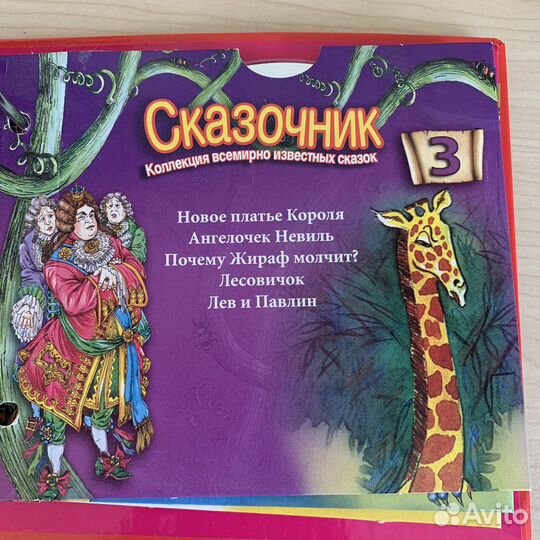 Сказочник
Коллекция всемирно известных сказок
3
Новое платье Короля
Ангелочек Невиль
Почему Жираф молчит?
Лесовичок
Лев и Павлин
Avito